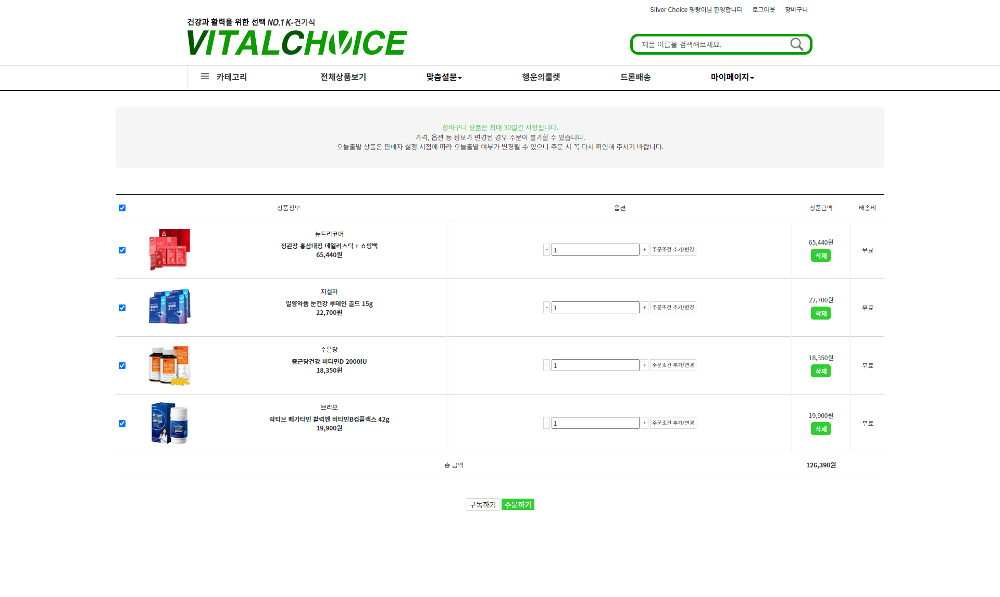 Silver Choice 명랑이님 환영합니다 로그아웃 장바구니
건강과 활력을 위한 선택 NO.1 K-건기식
VITALCHOICE
제품 이름을 검색해보세요.
카테고리 전체상품보기 맞춤설문 행운의룰렛 드론배송 마이페이지
장바구니 상품은 최대 30일간 저장됩니다.
가격, 옵션 등 정보가 변경된 경우 주문이 불가할 수 있습니다.
오늘출발 상품은 판매자 설정 시점에 따라 오늘출발 여부가 변경될 수 있으니 주문 시 꼭 다시 확인해 주시기 바랍니다.
상품정보 옵션 상품금액 배송비
뉴트리코어
정관장 홍삼대정 데일리스틱 + 쇼핑백
65,440원
- 1 + 주문조건 추가/변경
65,440원
삭제
무료
지셀라
일양약품 눈건강 루테인 골드 15g
22,700원
- 1 + 주문조건 추가/변경
22,700원
삭제
무료
수은당
종근당건강 비타민D 2000IU
18,350원
- 1 + 주문조건 추가/변경
18,350원
삭제
무료
브리오
락티브 메가타민 활력엔 비타민B컴플렉스 42g
19,900원
- 1 + 주문조건 추가/변경
19,900원
삭제
무료
총 금액 126,390원
구독하기 주문하기